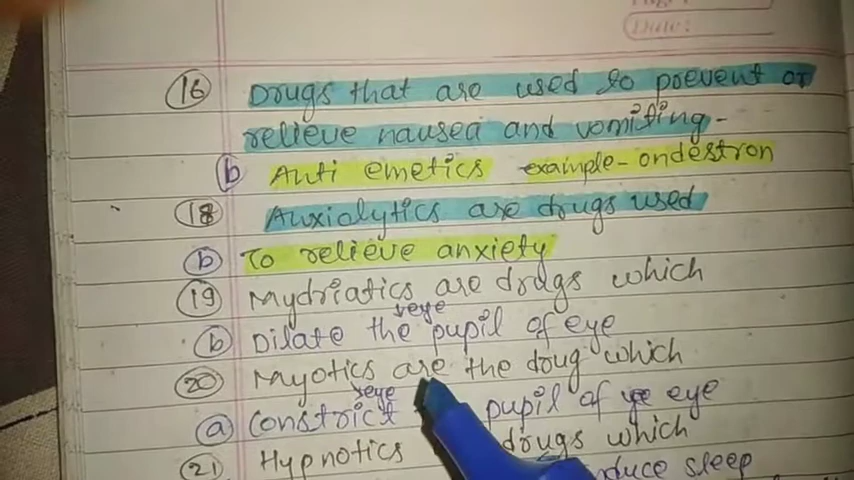 Date:
16 Drugs that are used to prevent or
relieve nausea and vomiting -
b Anti emetics example - ondestron
18 Anxiolytics are drugs used
b To relieve anxiety
19 Mydriatics are drugs which
eye
b Dilate the pupil of eye
20 Myotics are the drug which
eye
a Constrict pupil of eye
21 Hypnotics drugs which
induce sleep